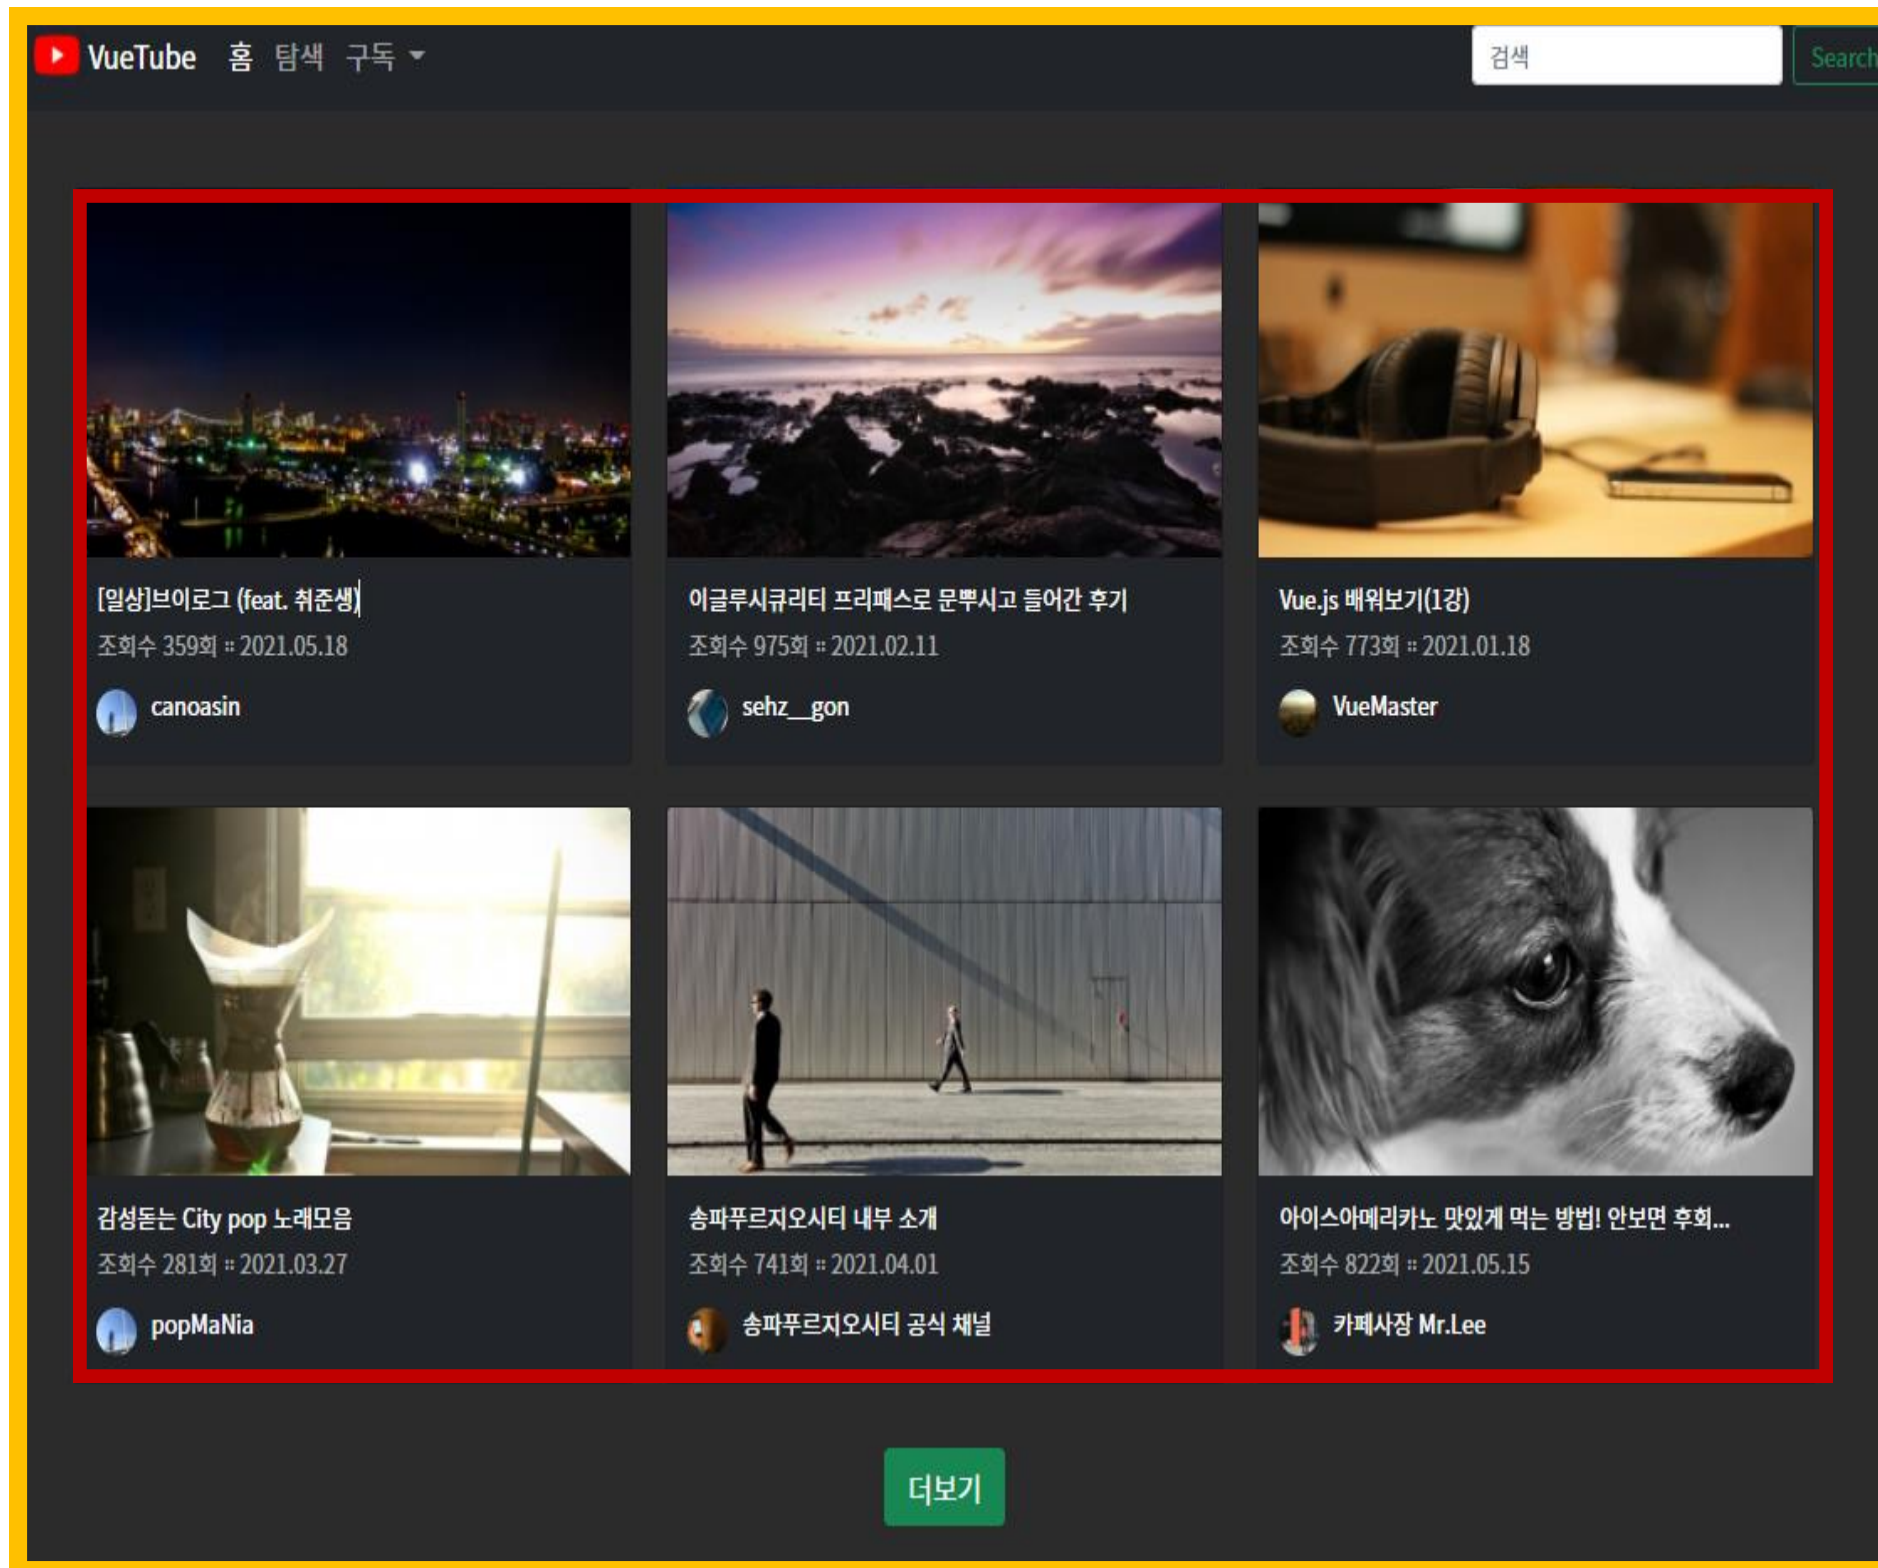 VueTube 홈 탐색 구독 검색 Search
[일상]브이로그 (feat. 취준생)
조회수 359회 :: 2021.05.18
canoasin
이글루시큐리티 프리패스로 문뿌시고 들어간 후기
조회수 975회 :: 2021.02.11
sehz__gon
Vue.js 배워보기(1강)
조회수 773회 :: 2021.01.18
VueMaster
감성돋는 City pop 노래모음
조회수 281회 :: 2021.03.27
popMaNia
송파푸르지오시티 내부 소개
조회수 741회 :: 2021.04.01
송파푸르지오시티 공식 채널
아이스아메리카노 맛있게 먹는 방법! 안보면 후회...
조회수 822회 :: 2021.05.15
카페사장 Mr.Lee
더보기